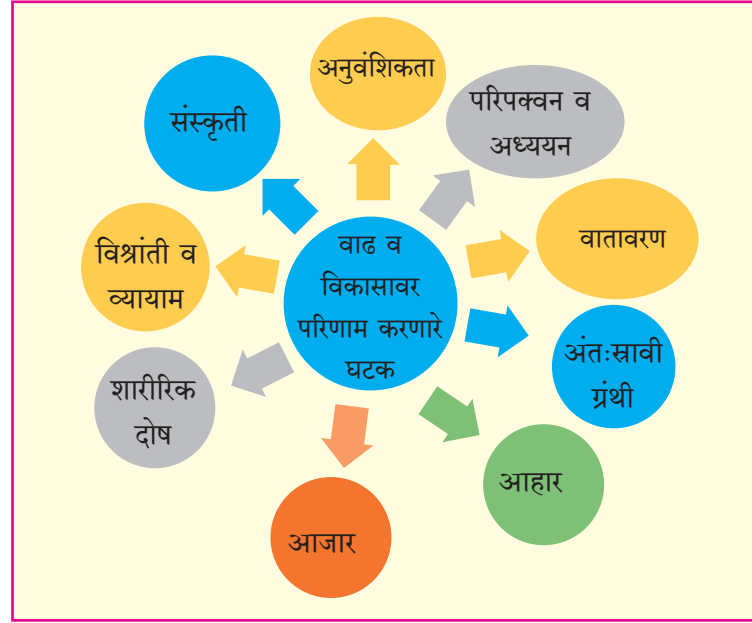 अनुवंशिकता
परिपक्वन व
अध्ययन
संस्कृती
वातावरण
विश्रांती व
व्यायाम
वाढ व
विकासावर
परिणाम करणारे
घटक
अंतःस्रावी
ग्रंथी
शारीरिक
दोष
आहार
आजार